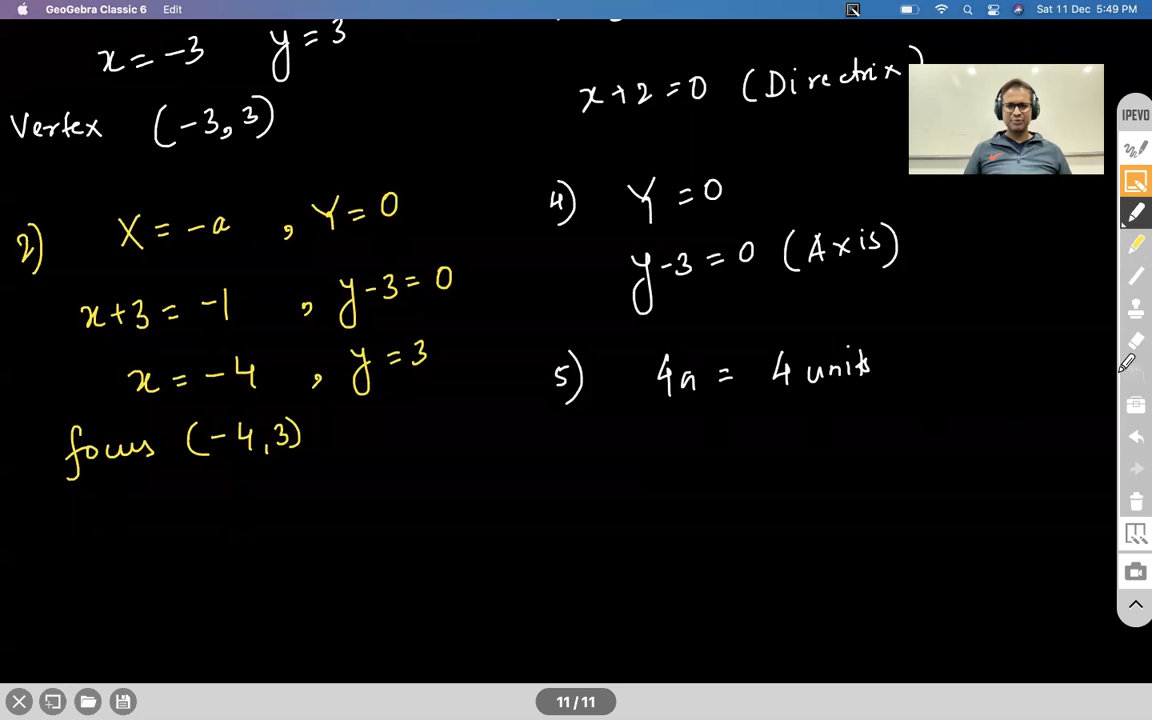 GeoGebra Classic 6 Edit Sat 11 Dec 5:49 PM
x = -3 y = 3
Vertex (-3, 3)
2) X = -a , Y = 0
x+3 = -1 , y-3 = 0
x = -4 , y = 3
focus (-4, 3)
x+2 = 0 (Directrix)
4) Y = 0
y-3 = 0 (Axis)
5) 4a = 4 units
IPEVO
11 / 11